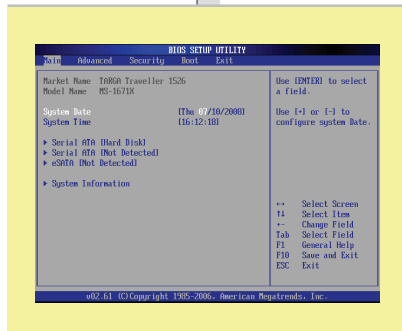 BIOS SETUP UTILITY
Main Advanced Security Boot Exit
Market Name TARGA Traveller 1526
Model Name MS-1671X
System Date [Thu 07/10/2008]
System Time [16:12:18]
▶ Serial ATA [Hard Disk]
▶ Serial ATA [Not Detected]
▶ eSATA [Not Detected]
▶ System Information
Use [ENTER] to select
a field.
Use [+] or [-] to
configure system Date.
↔ Select Screen
↑↓ Select Item
+- Change Field
Tab Select Field
F1 General Help
F10 Save and Exit
ESC Exit
v02.61 (C)Copyright 1985-2006, American Megatrends, Inc.